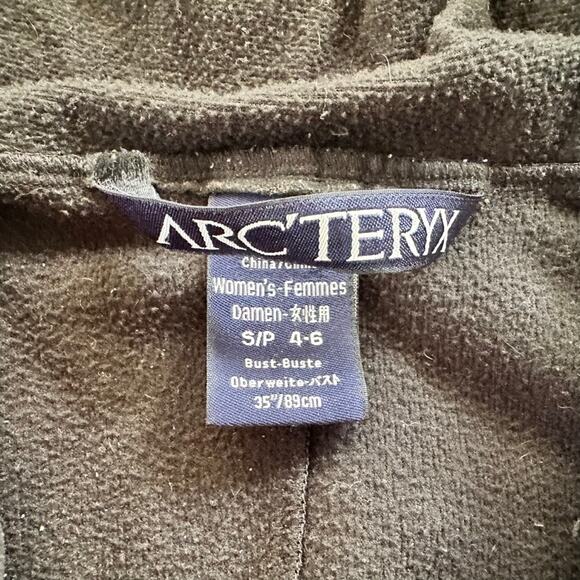 ARC'TERYX
China/Chine
Women's-Femmes
Damen-女性用
S/P 4-6
Bust-Buste
Oberweite-バスト
35"/89cm